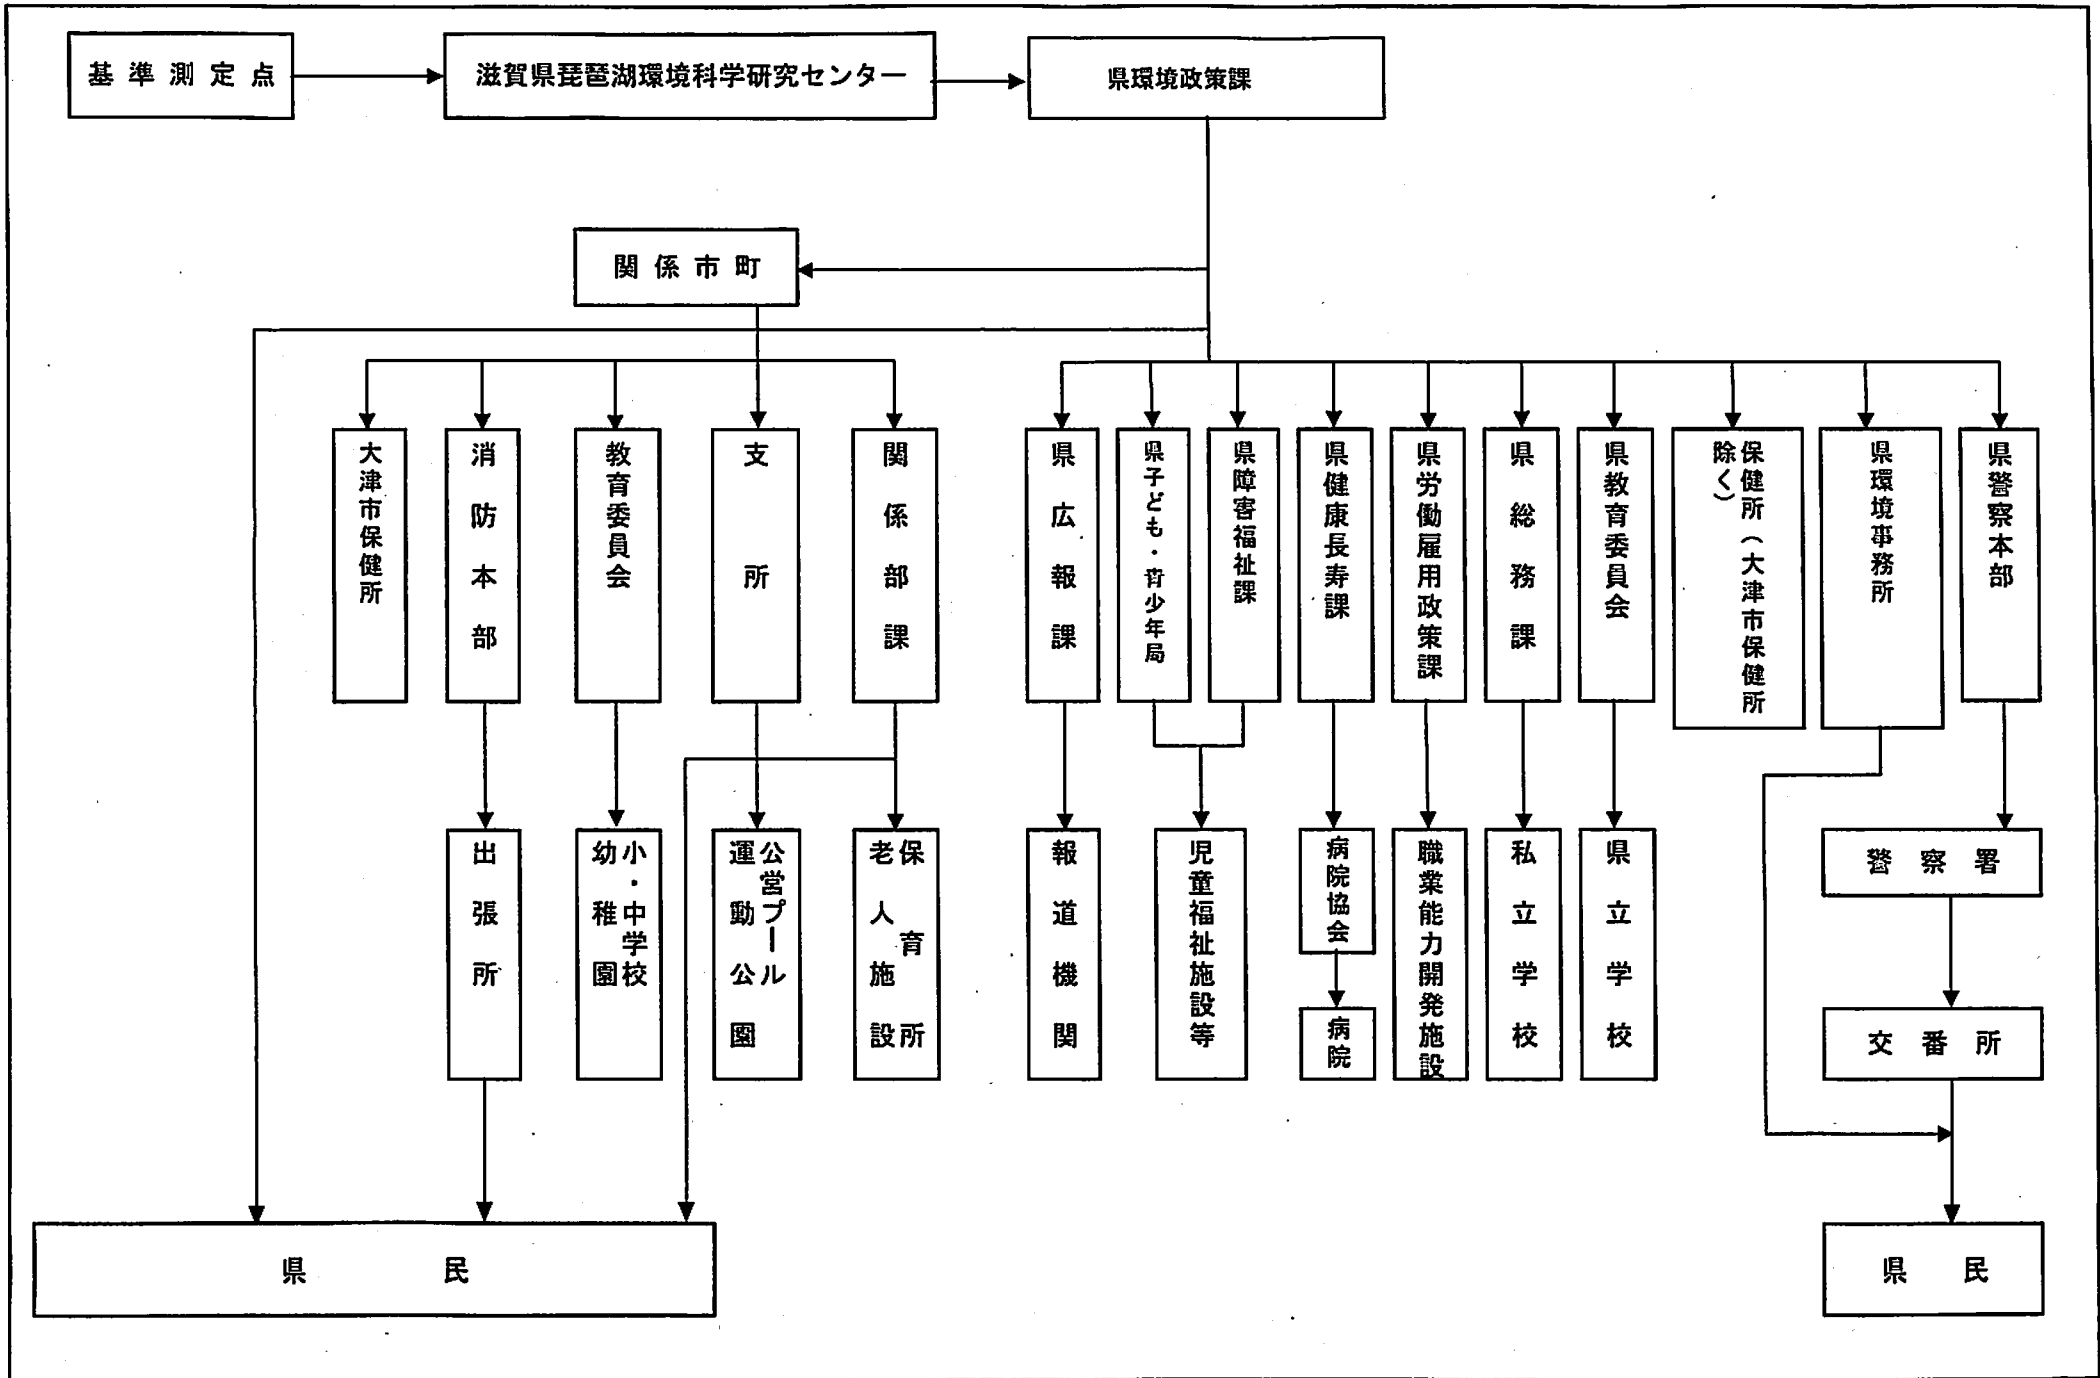 基準測定点
滋賀県琵琶湖環境科学研究センター
県環境政策課
関係市町
大津市保健所
消防本部
教育委員会
支所
関係部課
県広報課
県子ども・青少年局
県障害福祉課
県健康長寿課
県労働雇用政策課
県総務課
県教育委員会
保健所（大津市保健所
除く）
県環境事務所
県警察本部
出張所
小・中学校
幼稚園
公営プール
運動公園
保育所
老人施設
報道機関
児童福祉施設等
病院協会
病院
職業能力開発施設
私立学校
県立学校
警察署
交番所
県民
県民